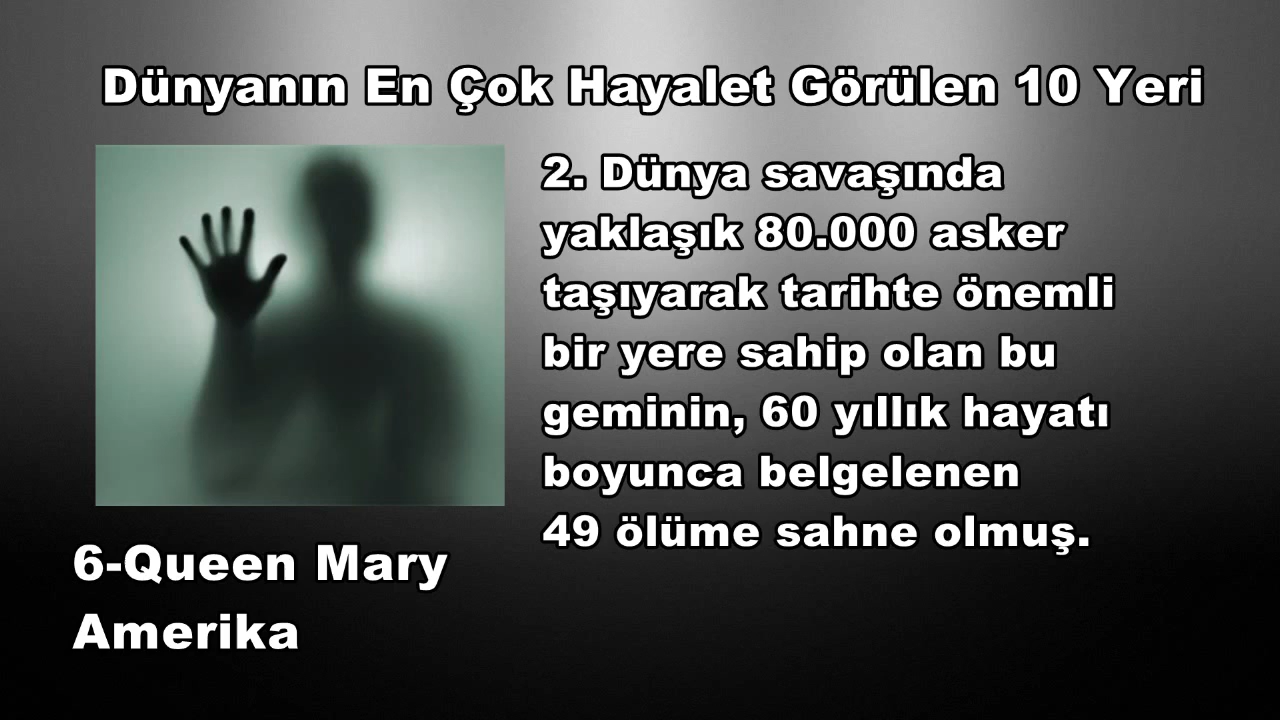 Dünyanın En Çok Hayalet Görülen 10 Yeri
2. Dünya savaşında
yaklaşık 80.000 asker
taşıyarak tarihte önemli
bir yere sahip olan bu
geminin, 60 yıllık hayatı
boyunca belgelenen
49 ölüme sahne olmuş.
6-Queen Mary
Amerika